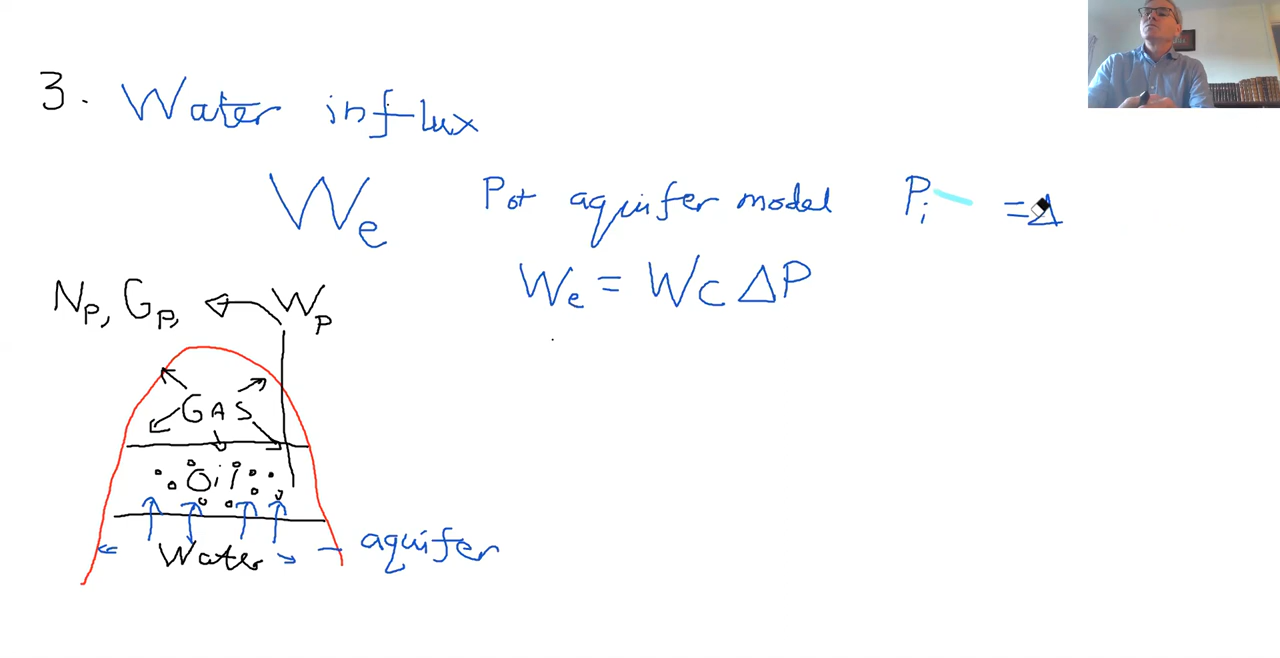 3. Water influx
We Pot aquifer model Pi = Δ
We = WC ΔP
NP, GP, WP
GAS
Oil
Water
aquifer